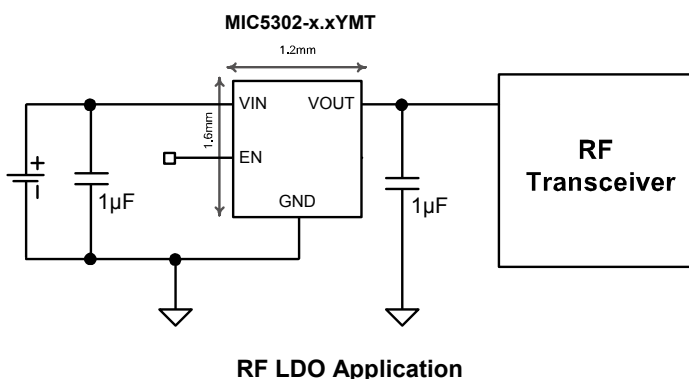 MIC5302-x.xYMT
1.2mm
1.6mm
VIN
VOUT
EN
GND
+
–
1µF
1µF
RF
Transceiver
RF LDO Application